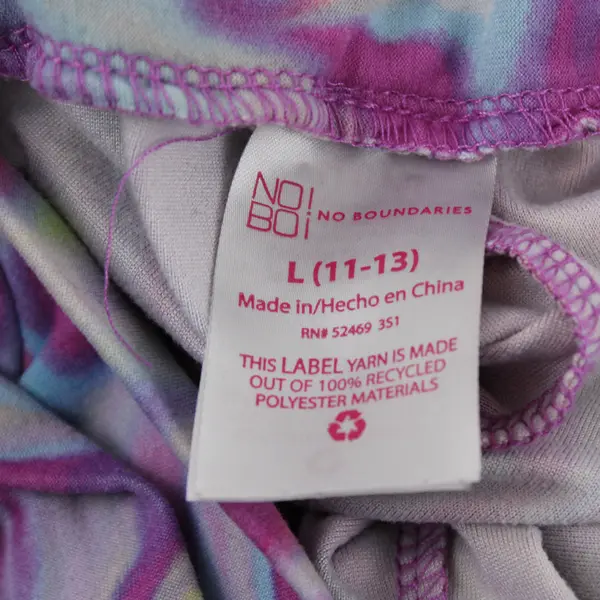 NO!
BO¡ NO BOUNDARIES
L (11-13)
Made in/Hecho en China
RN# 52469 351
THIS LABEL YARN IS MADE
OUT OF 100% RECYCLED
POLYESTER MATERIALS